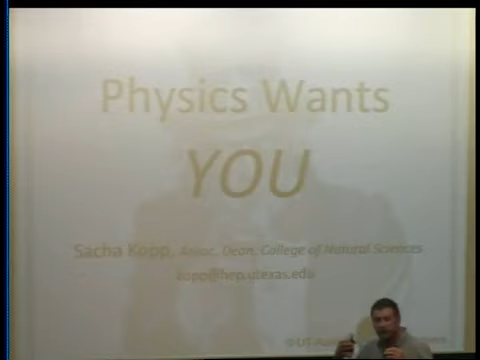 Physics Wants
YOU
Sacha Kopp, Assoc. Dean, College of Natural Sciences
kopp@hep.utexas.edu